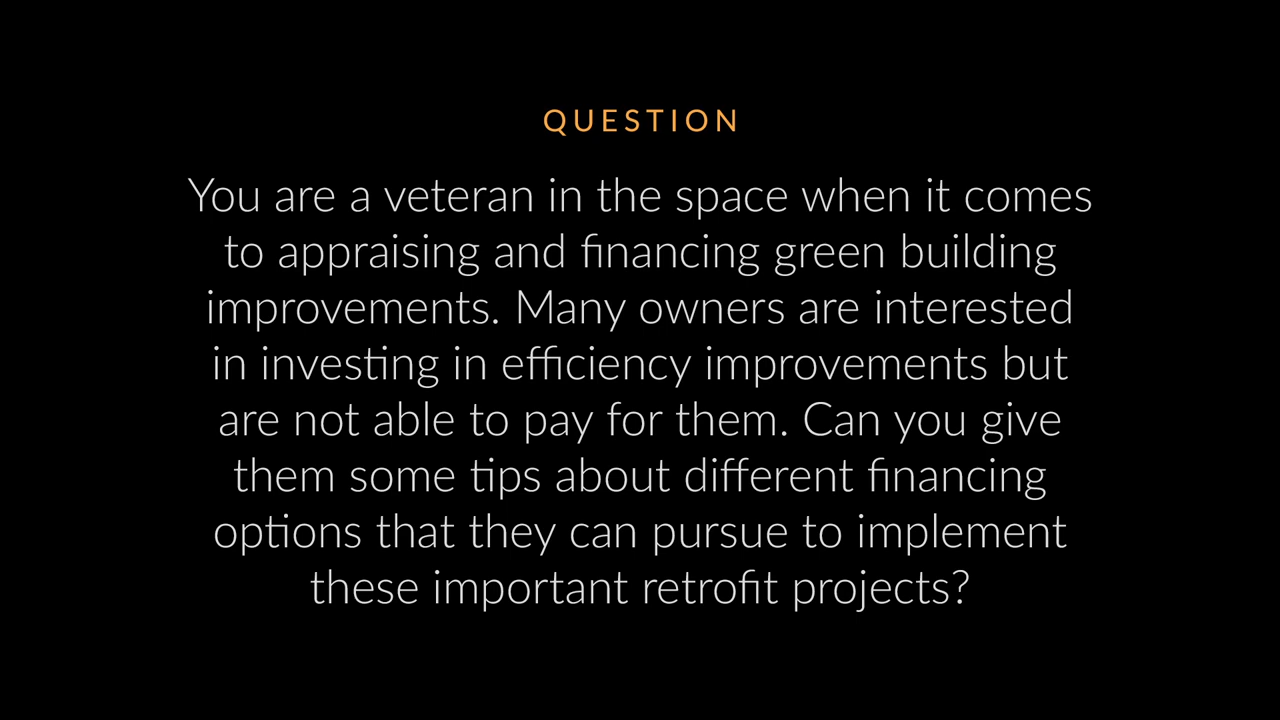 QUESTION
You are a veteran in the space when it comes
to appraising and financing green building
improvements. Many owners are interested
in investing in efficiency improvements but
are not able to pay for them. Can you give
them some tips about different financing
options that they can pursue to implement
these important retrofit projects?